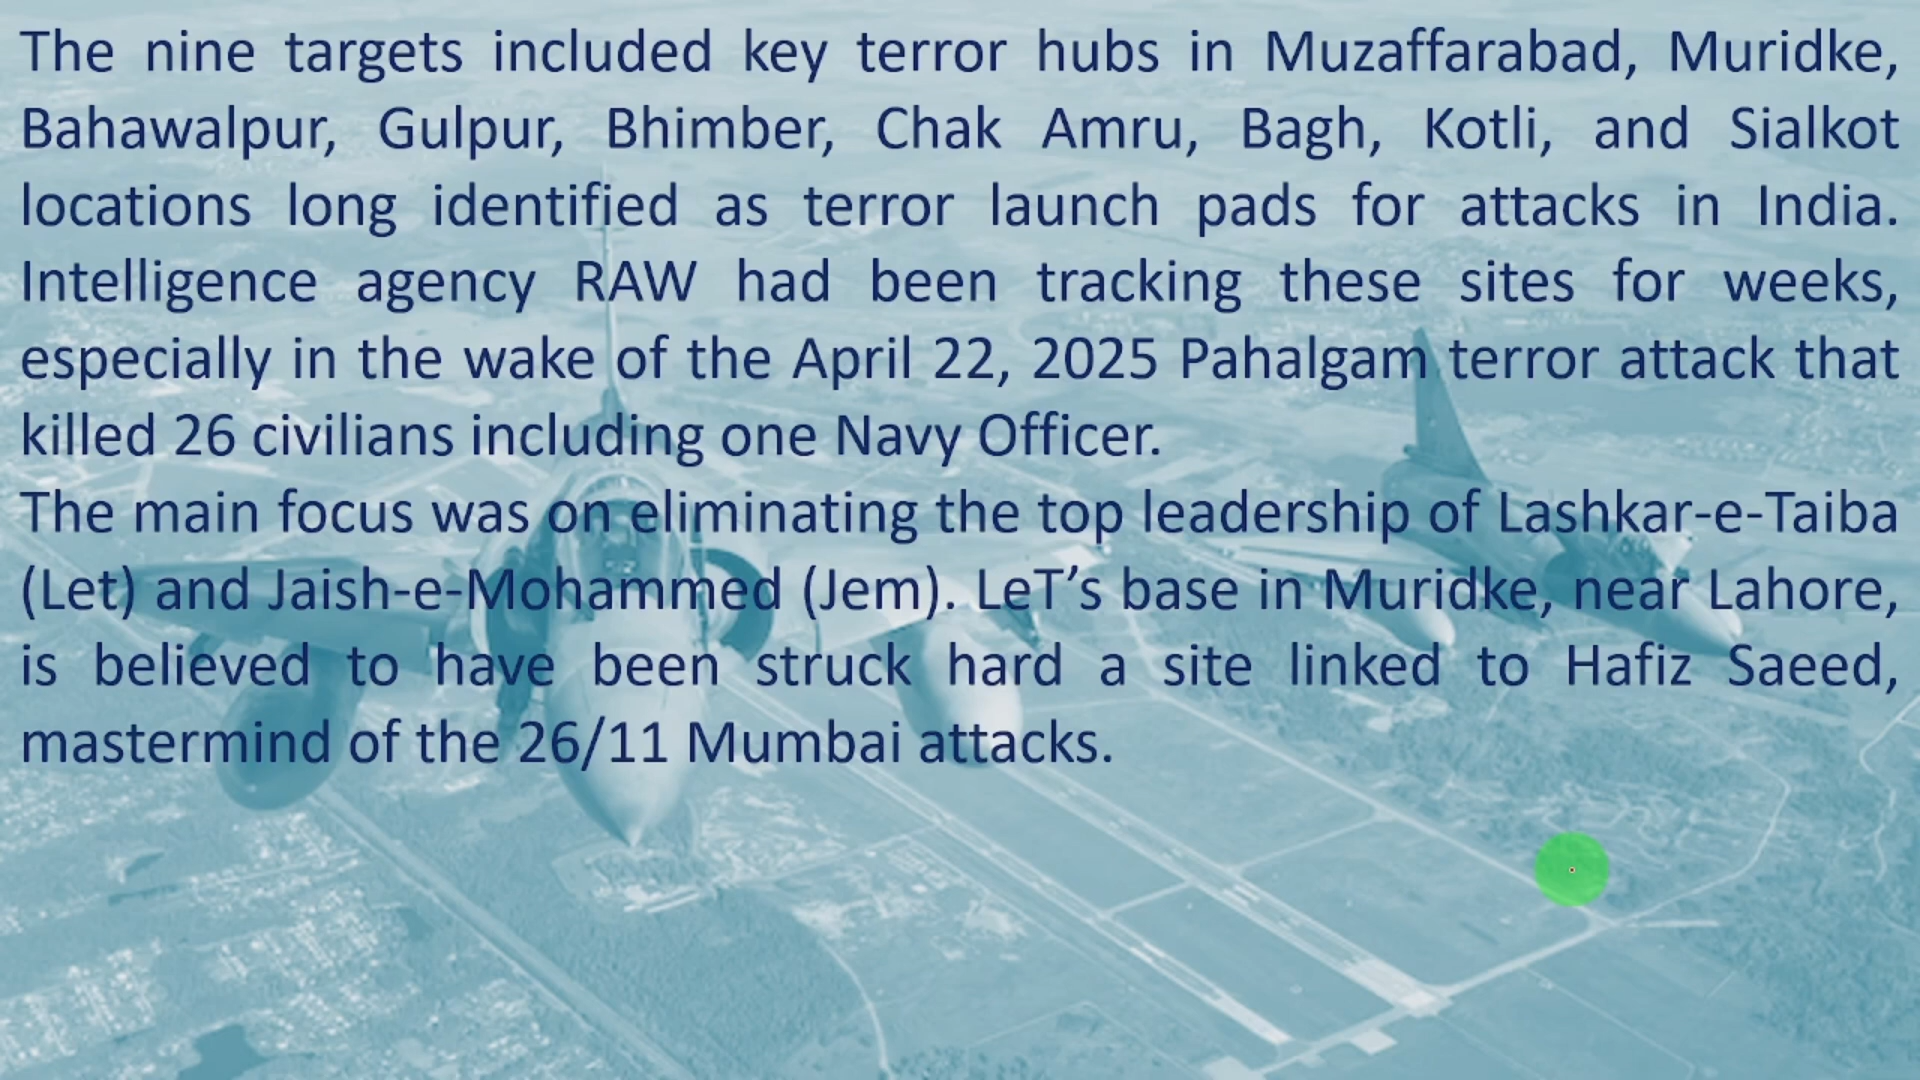 The nine targets included key terror hubs in Muzaffarabad, Muridke,
Bahawalpur, Gulpur, Bhimber, Chak Amru, Bagh, Kotli, and Sialkot
locations long identified as terror launch pads for attacks in India.
Intelligence agency RAW had been tracking these sites for weeks,
especially in the wake of the April 22, 2025 Pahalgam terror attack that
killed 26 civilians including one Navy Officer.
The main focus was on eliminating the top leadership of Lashkar-e-Taiba
(Let) and Jaish-e-Mohammed (Jem). LeT’s base in Muridke, near Lahore,
is believed to have been struck hard a site linked to Hafiz Saeed,
mastermind of the 26/11 Mumbai attacks.